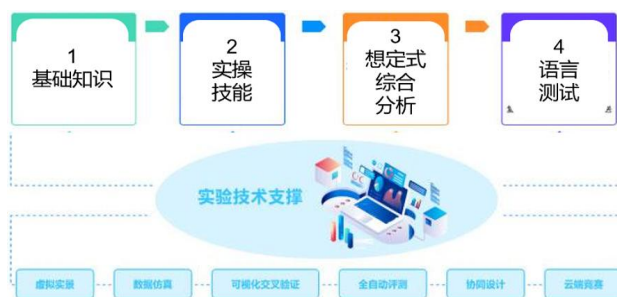 1
基础知识
2
实操
技能
3
想定式
综合
分析
4
语言
测试
实验技术支撑
虚拟实景
数据仿真
可视化交叉验证
全自动评测
协同设计
云端竞赛